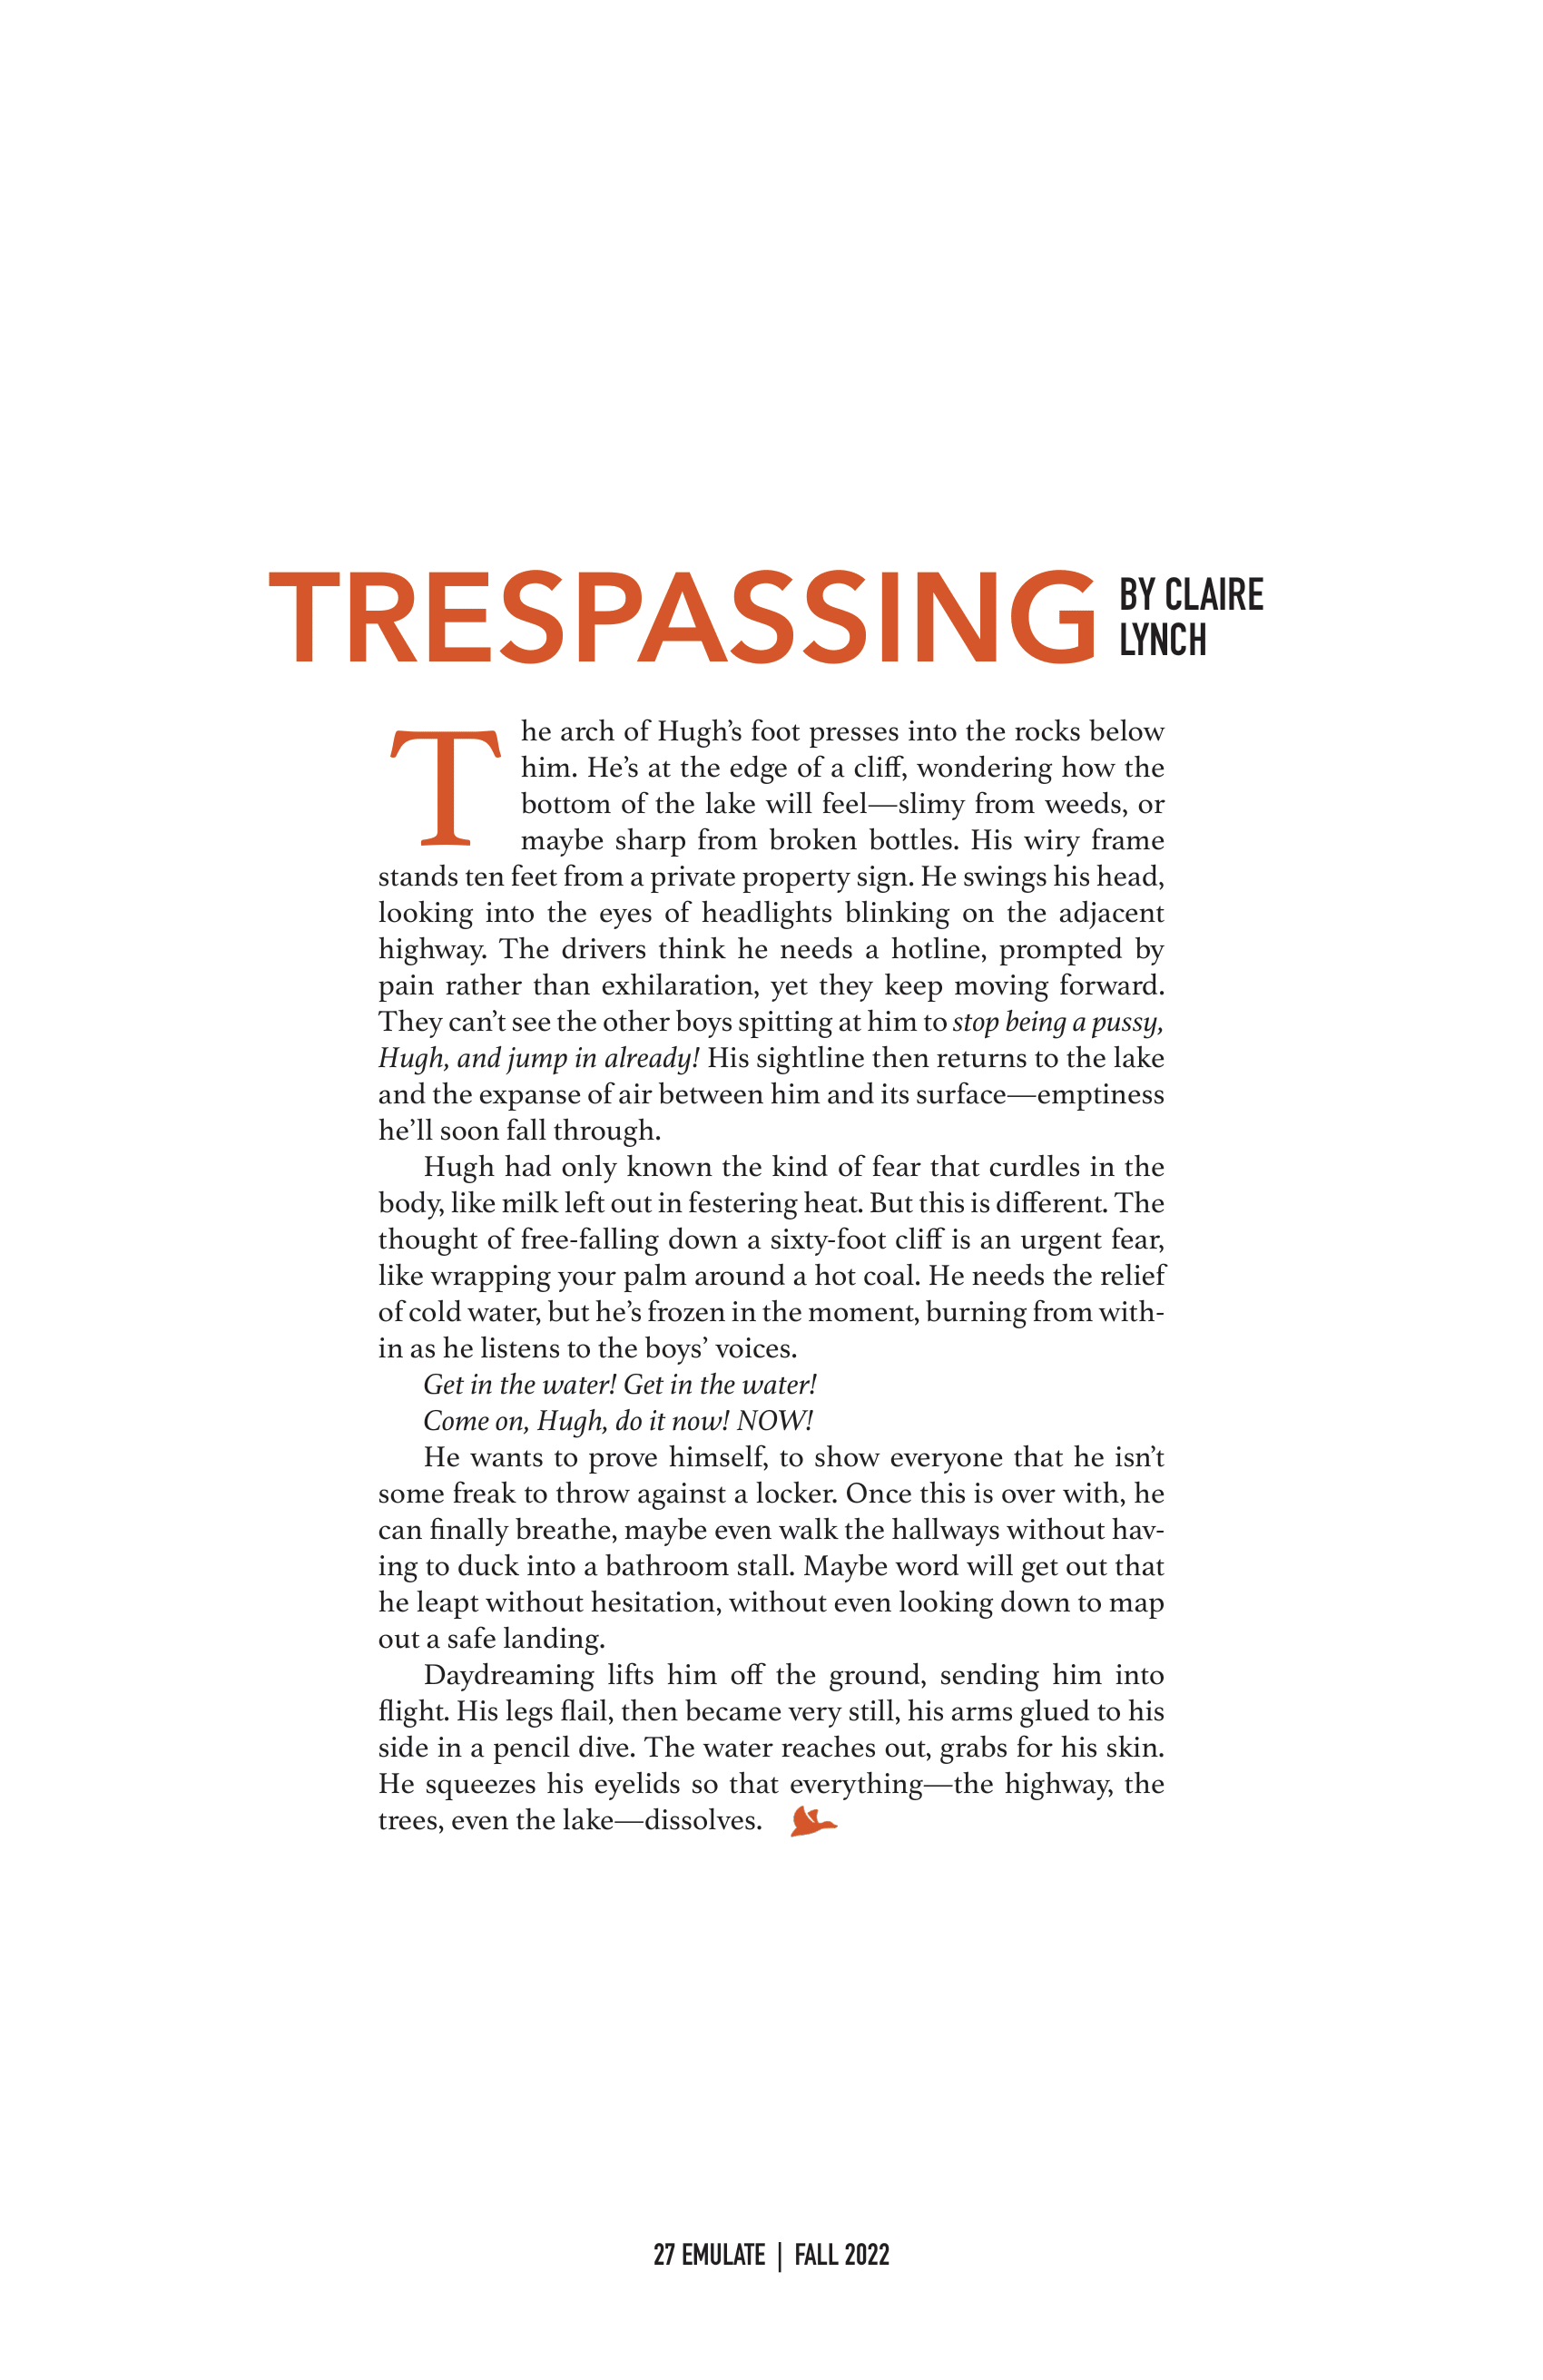 TRESPASSING
BY CLAIRE
LYNCH
The arch of Hugh’s foot presses into the rocks below
him. He’s at the edge of a cliff, wondering how the
bottom of the lake will feel—slimy from weeds, or
maybe sharp from broken bottles. His wiry frame
stands ten feet from a private property sign. He swings his head,
looking into the eyes of headlights blinking on the adjacent
highway. The drivers think he needs a hotline, prompted by
pain rather than exhilaration, yet they keep moving forward.
They can’t see the other boys spitting at him to stop being a pussy,
Hugh, and jump in already! His sightline then returns to the lake
and the expanse of air between him and its surface—emptiness
he’ll soon fall through.
Hugh had only known the kind of fear that curdles in the
body, like milk left out in festering heat. But this is different. The
thought of free-falling down a sixty-foot cliff is an urgent fear,
like wrapping your palm around a hot coal. He needs the relief
of cold water, but he’s frozen in the moment, burning from with-
in as he listens to the boys’ voices.
Get in the water! Get in the water!
Come on, Hugh, do it now! NOW!
He wants to prove himself, to show everyone that he isn’t
some freak to throw against a locker. Once this is over with, he
can finally breathe, maybe even walk the hallways without hav-
ing to duck into a bathroom stall. Maybe word will get out that
he leapt without hesitation, without even looking down to map
out a safe landing.
Daydreaming lifts him off the ground, sending him into
flight. His legs flail, then became very still, his arms glued to his
side in a pencil dive. The water reaches out, grabs for his skin.
He squeezes his eyelids so that everything—the highway, the
trees, even the lake—dissolves.
27 EMULATE | FALL 2022